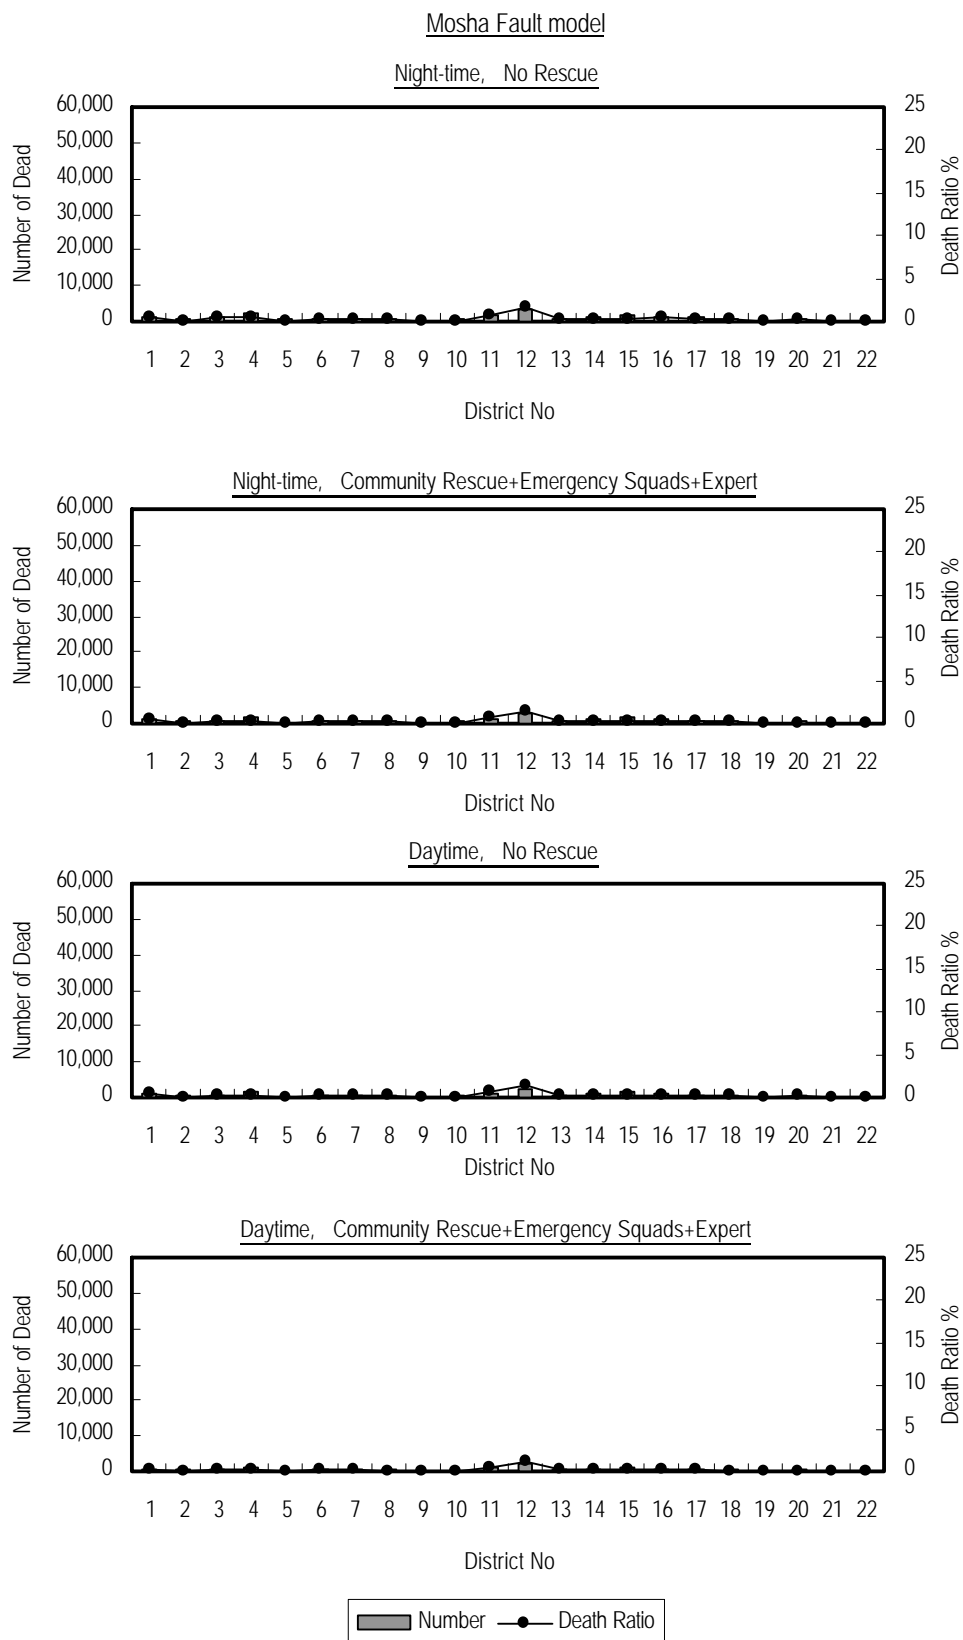 Mosha Fault model
Night-time, No Rescue
60,000
50,000
40,000
30,000
20,000
10,000
0
Number of Dead
25
20
15
10
5
0
Death Ratio %
1 2 3 4 5 6 7 8 9 10 11 12 13 14 15 16 17 18 19 20 21 22
District No
Night-time, Community Rescue+Emergency Squads+Expert
60,000
50,000
40,000
30,000
20,000
10,000
0
Number of Dead
25
20
15
10
5
0
Death Ratio %
1 2 3 4 5 6 7 8 9 10 11 12 13 14 15 16 17 18 19 20 21 22
District No
Daytime, No Rescue
60,000
50,000
40,000
30,000
20,000
10,000
0
Number of Dead
25
20
15
10
5
0
Death Ratio %
1 2 3 4 5 6 7 8 9 10 11 12 13 14 15 16 17 18 19 20 21 22
District No
Daytime, Community Rescue+Emergency Squads+Expert
60,000
50,000
40,000
30,000
20,000
10,000
0
Number of Dead
25
20
15
10
5
0
Death Ratio %
1 2 3 4 5 6 7 8 9 10 11 12 13 14 15 16 17 18 19 20 21 22
District No
Number Death Ratio